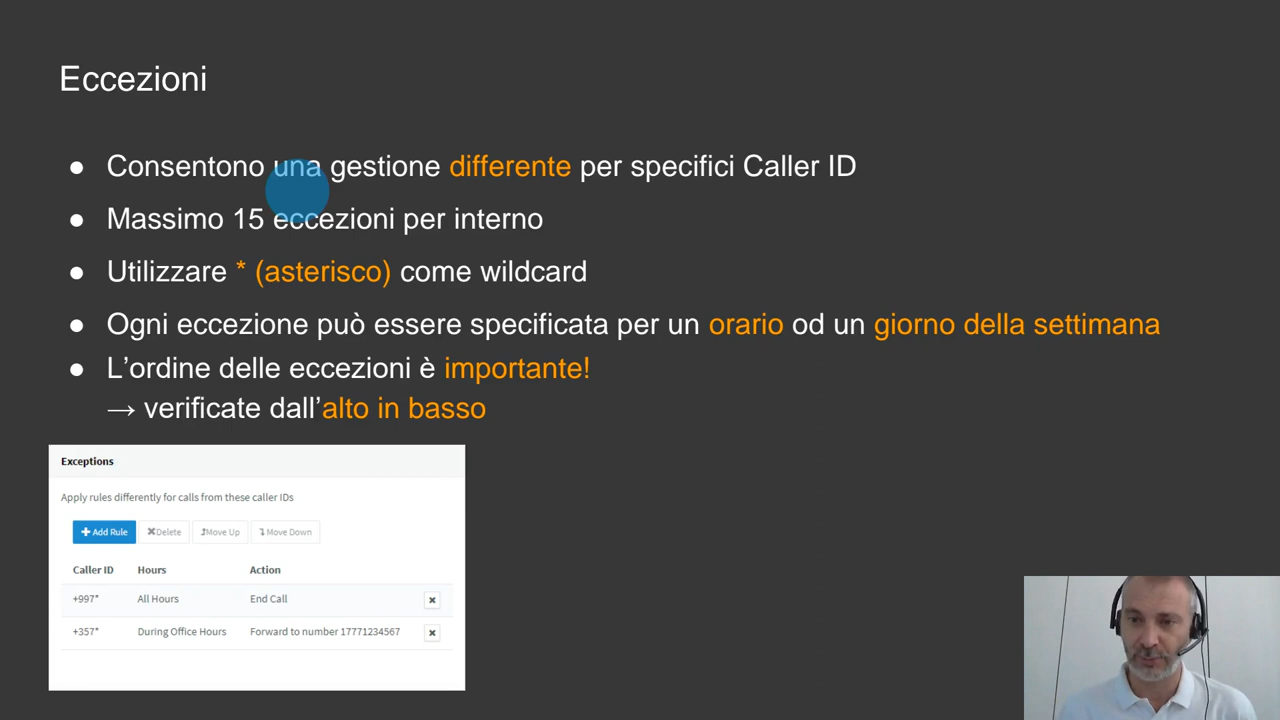 Eccezioni
● Consentono una gestione differente per specifici Caller ID
● Massimo 15 eccezioni per interno
● Utilizzare * (asterisco) come wildcard
● Ogni eccezione può essere specificata per un orario od un giorno della settimana
● L’ordine delle eccezioni è importante!
→ verificate dall’alto in basso
Exceptions
Apply rules differently for calls from these caller IDs
Add Rule Delete Move Up Move Down
Caller ID Hours Action
+997* All Hours End Call
+357* During Office Hours Forward to number 17771234567